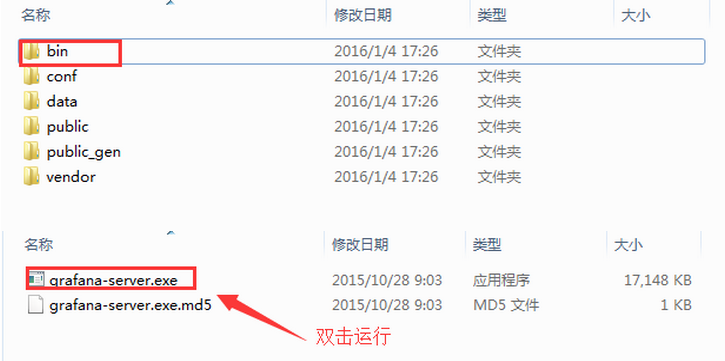 名称 修改日期 类型 大小
bin 2016/1/4 17:26 文件夹
conf 2016/1/4 17:26 文件夹
data 2016/1/4 17:26 文件夹
public 2016/1/4 17:26 文件夹
public_gen 2016/1/4 17:26 文件夹
vendor 2016/1/4 17:26 文件夹
名称 修改日期 类型 大小
grafana-server.exe 2015/10/28 9:03 应用程序 17,148 KB
grafana-server.exe.md5 2015/10/28 9:03 MD5 文件 1 KB
双击运行